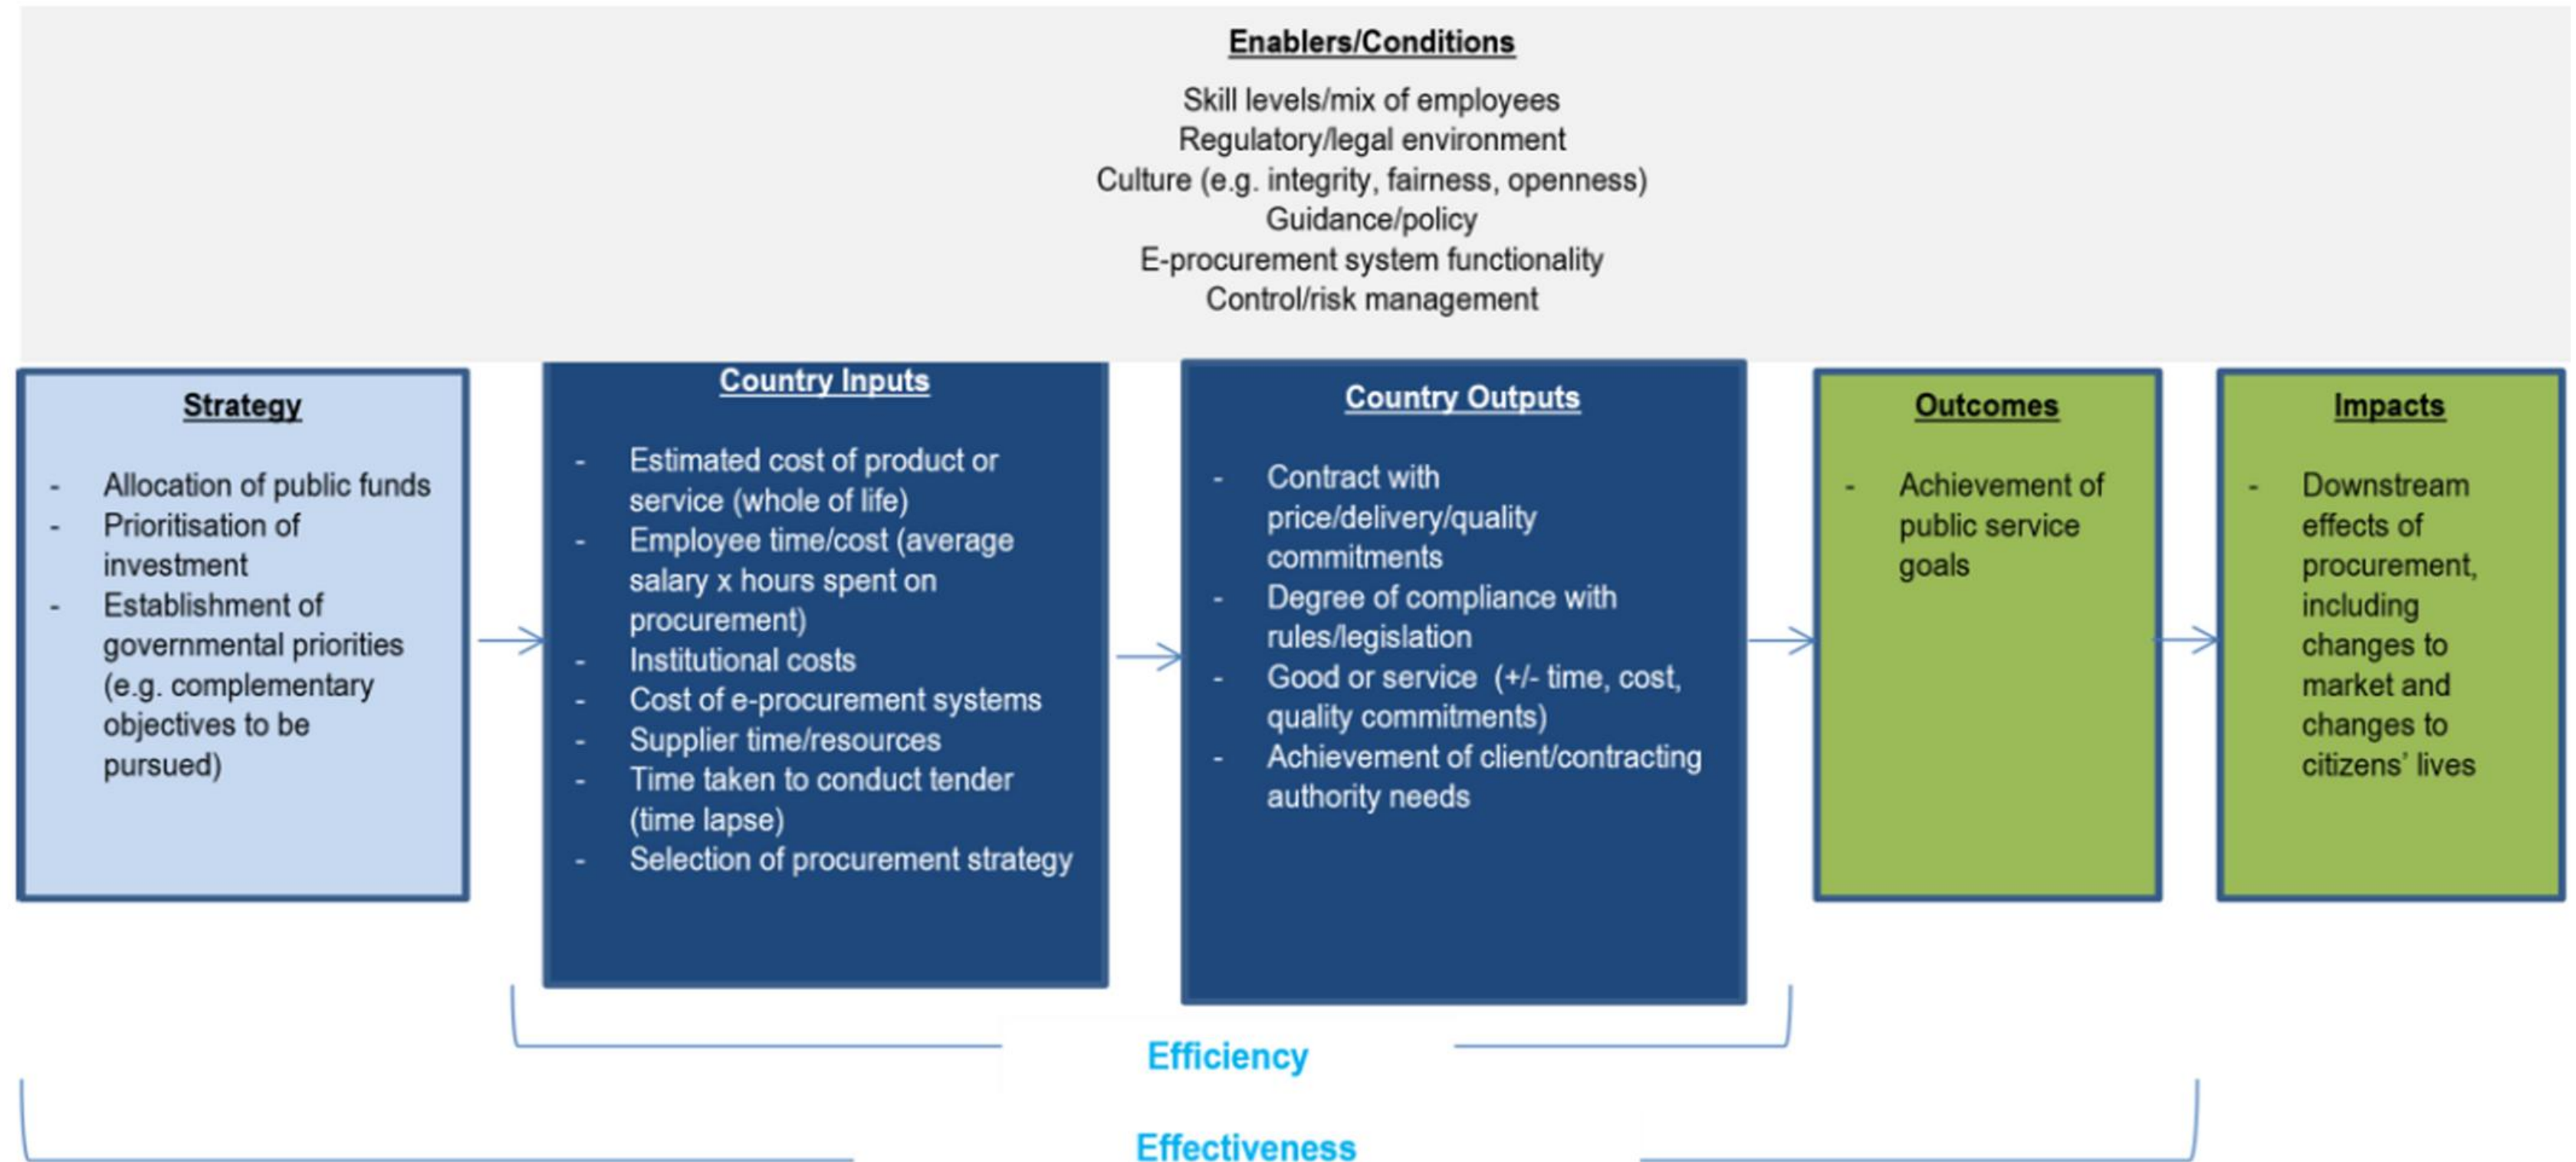 Enablers/Conditions
Skill levels/mix of employees
Regulatory/legal environment
Culture (e.g. integrity, fairness, openness)
Guidance/policy
E-procurement system functionality
Control/risk management
Strategy
- Allocation of public funds
- Prioritisation of
investment
- Establishment of
governmental priorities
(e.g. complementary
objectives to be
pursued)
Country Inputs
- Estimated cost of product or
service (whole of life)
- Employee time/cost (average
salary x hours spent on
procurement)
- Institutional costs
- Cost of e-procurement systems
- Supplier time/resources
- Time taken to conduct tender
(time lapse)
- Selection of procurement strategy
Country Outputs
- Contract with
price/delivery/quality
commitments
- Degree of compliance with
rules/legislation
- Good or service (+/- time, cost,
quality commitments)
- Achievement of client/contracting
authority needs
Outcomes
- Achievement of
public service
goals
Impacts
- Downstream
effects of
procurement,
including
changes to
market and
changes to
citizens’ lives
Efficiency
Effectiveness